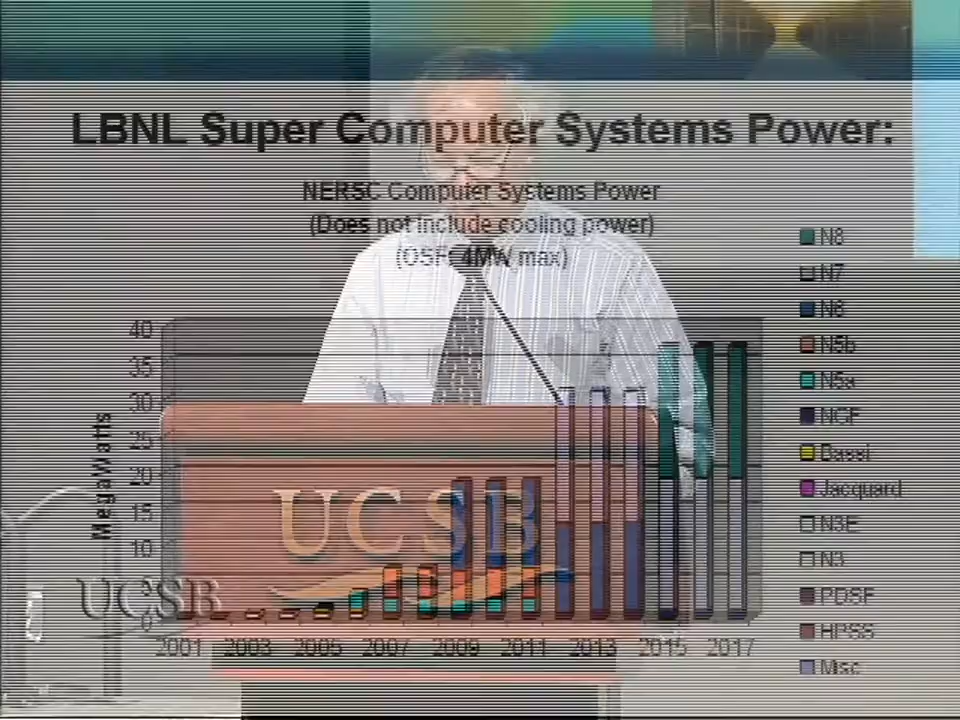 LBNL Super Computer Systems Power:
NERSC Computer Systems Power
(Does not include cooling power)
(OSF: 4MW max)
N8
N7
N6
N5b
N5a
NGF
Bassi
Jacquard
N3E
N3
PDSF
HPSS
Misc
MegaWatts
40
35
30
25
20
15
10
5
0
2001 2003 2005 2007 2009 2011 2013 2015 2017
UCSB
UCSB